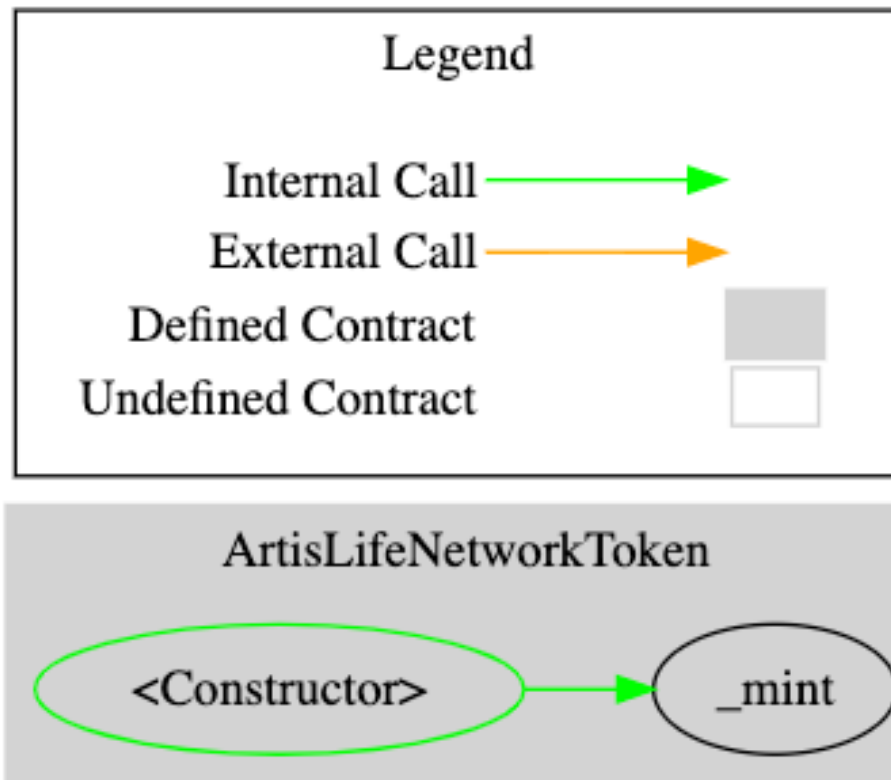 Legend
Internal Call
External Call
Defined Contract
Undefined Contract
ArtisLifeNetworkToken
<Constructor>
_mint